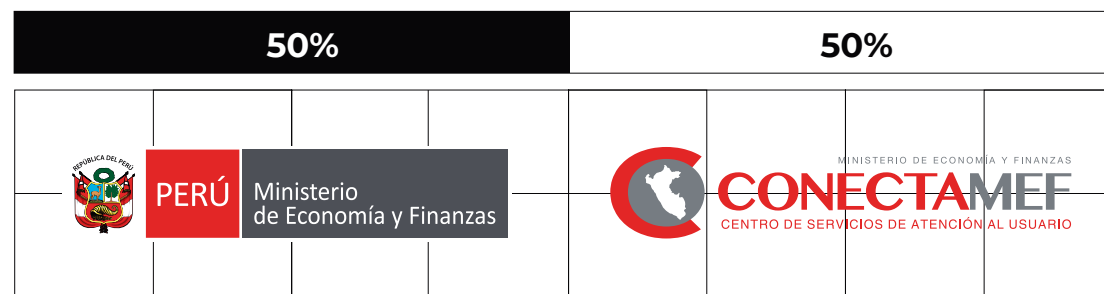 50%
50%
REPÚBLICA DEL PERÚ
PERÚ
Ministerio
de Economía y Finanzas
MINISTERIO DE ECONOMÍA Y FINANZAS
CONECTAMEF
CENTRO DE SERVICIOS DE ATENCIÓN AL USUARIO